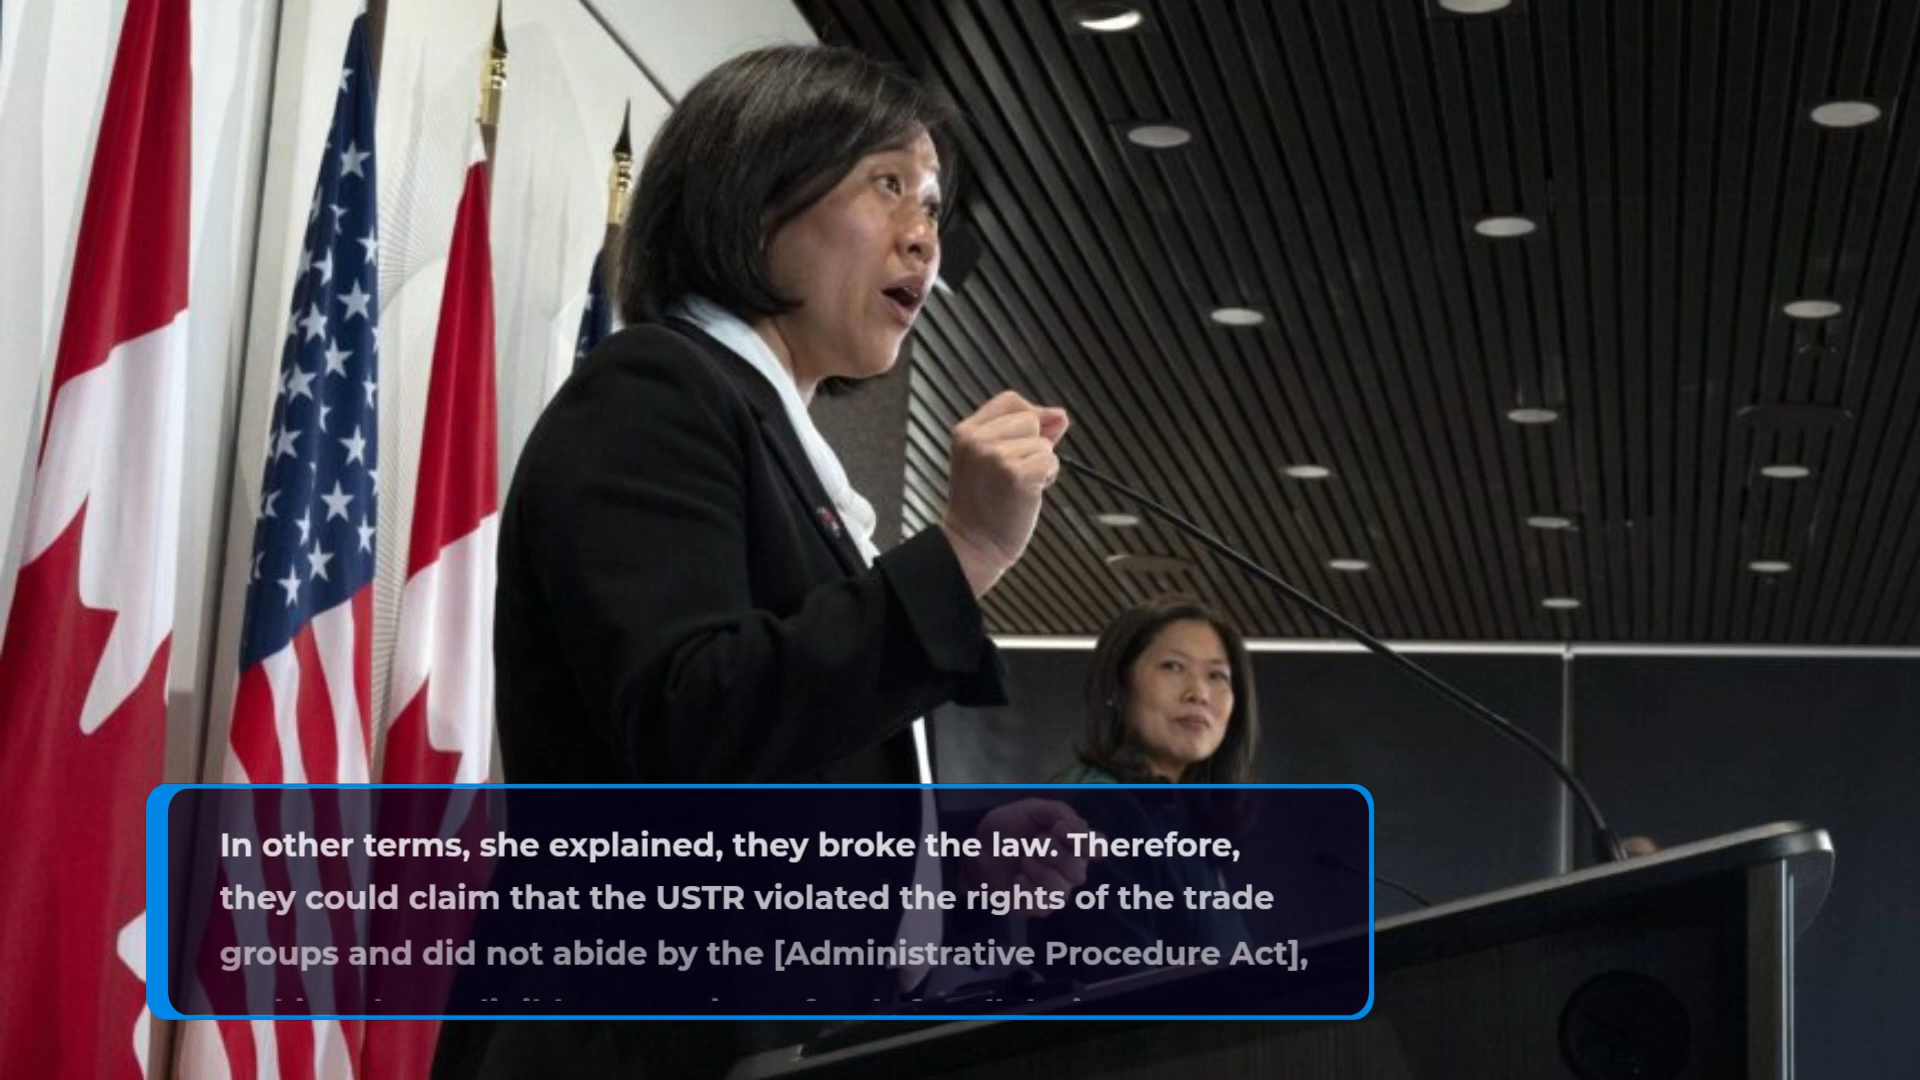 In other terms, she explained, they broke the law. Therefore,
they could claim that the USTR violated the rights of the trade
groups and did not abide by the [Administrative Procedure Act],